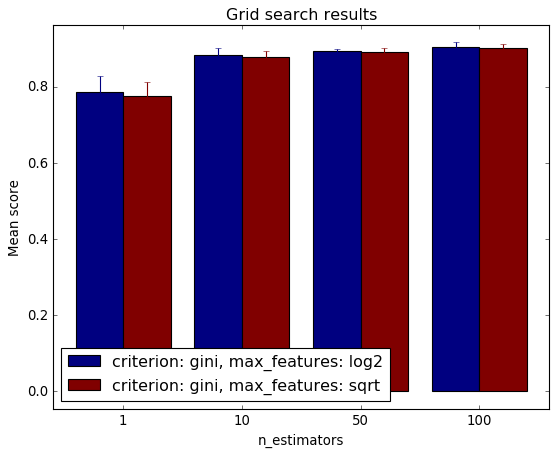 Grid search results
Mean score
0.8
0.6
0.4
0.2
0.0
criterion: gini, max_features: log2
criterion: gini, max_features: sqrt
1 10 50 100
n_estimators